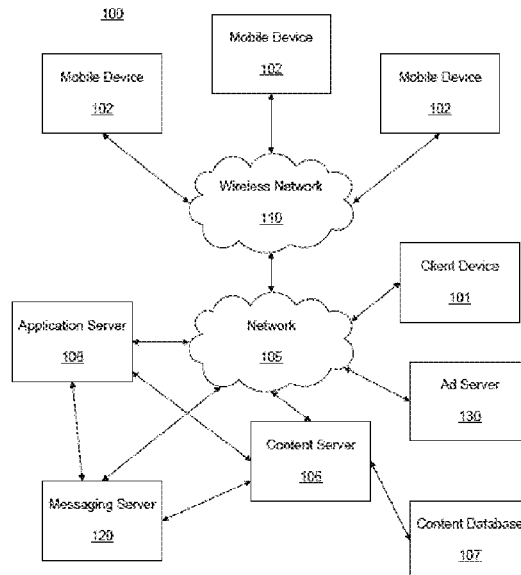 100
Mobile Device
102
Mobile Device
102
Mobile Device
102
Wireless Network
110
Client Device
101
Network
105
Application Server
108
Ad Server
130
Content Server
106
Messaging Server
120
Content Database
107